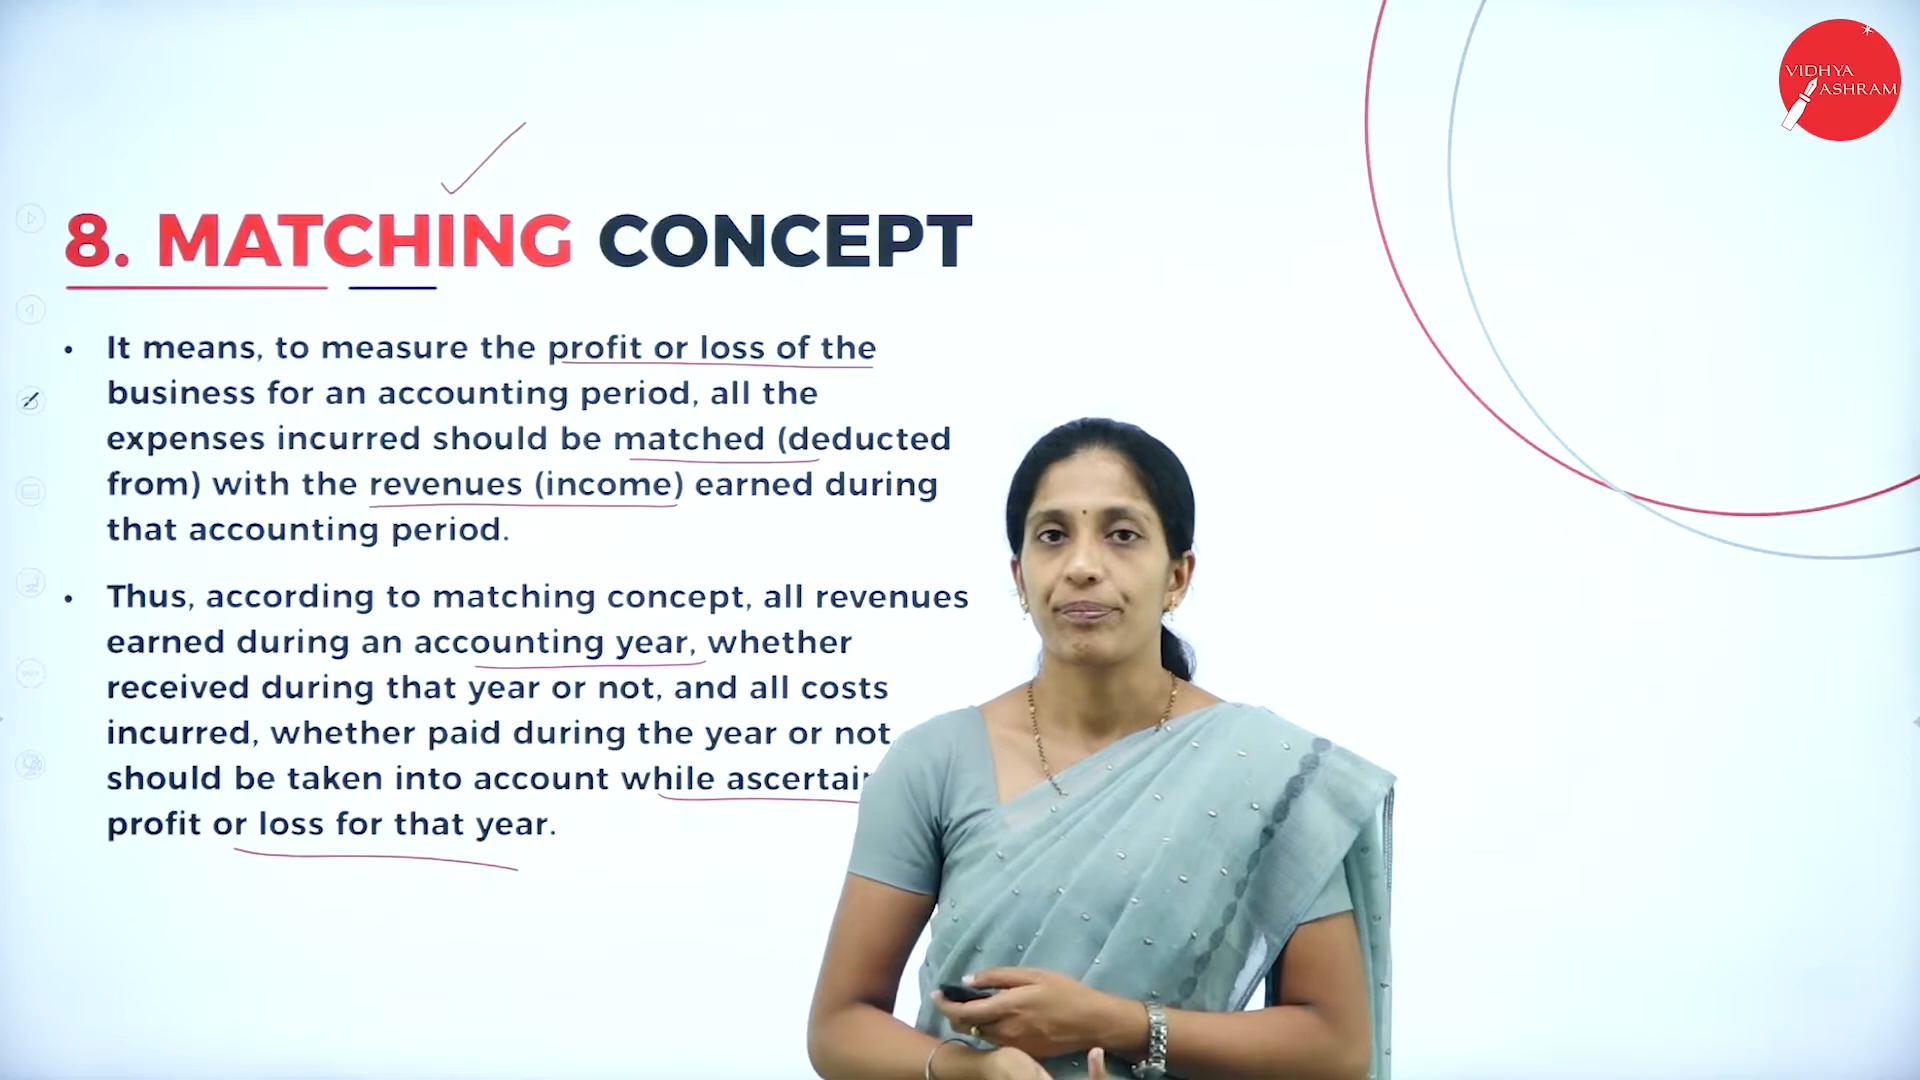 VIDHYA
ASHRAM
8. MATCHING CONCEPT
• It means, to measure the profit or loss of the
business for an accounting period, all the
expenses incurred should be matched (deducted
from) with the revenues (income) earned during
that accounting period.
• Thus, according to matching concept, all revenues
earned during an accounting year, whether
received during that year or not, and all costs
incurred, whether paid during the year or not
should be taken into account while
profit or loss for that year.